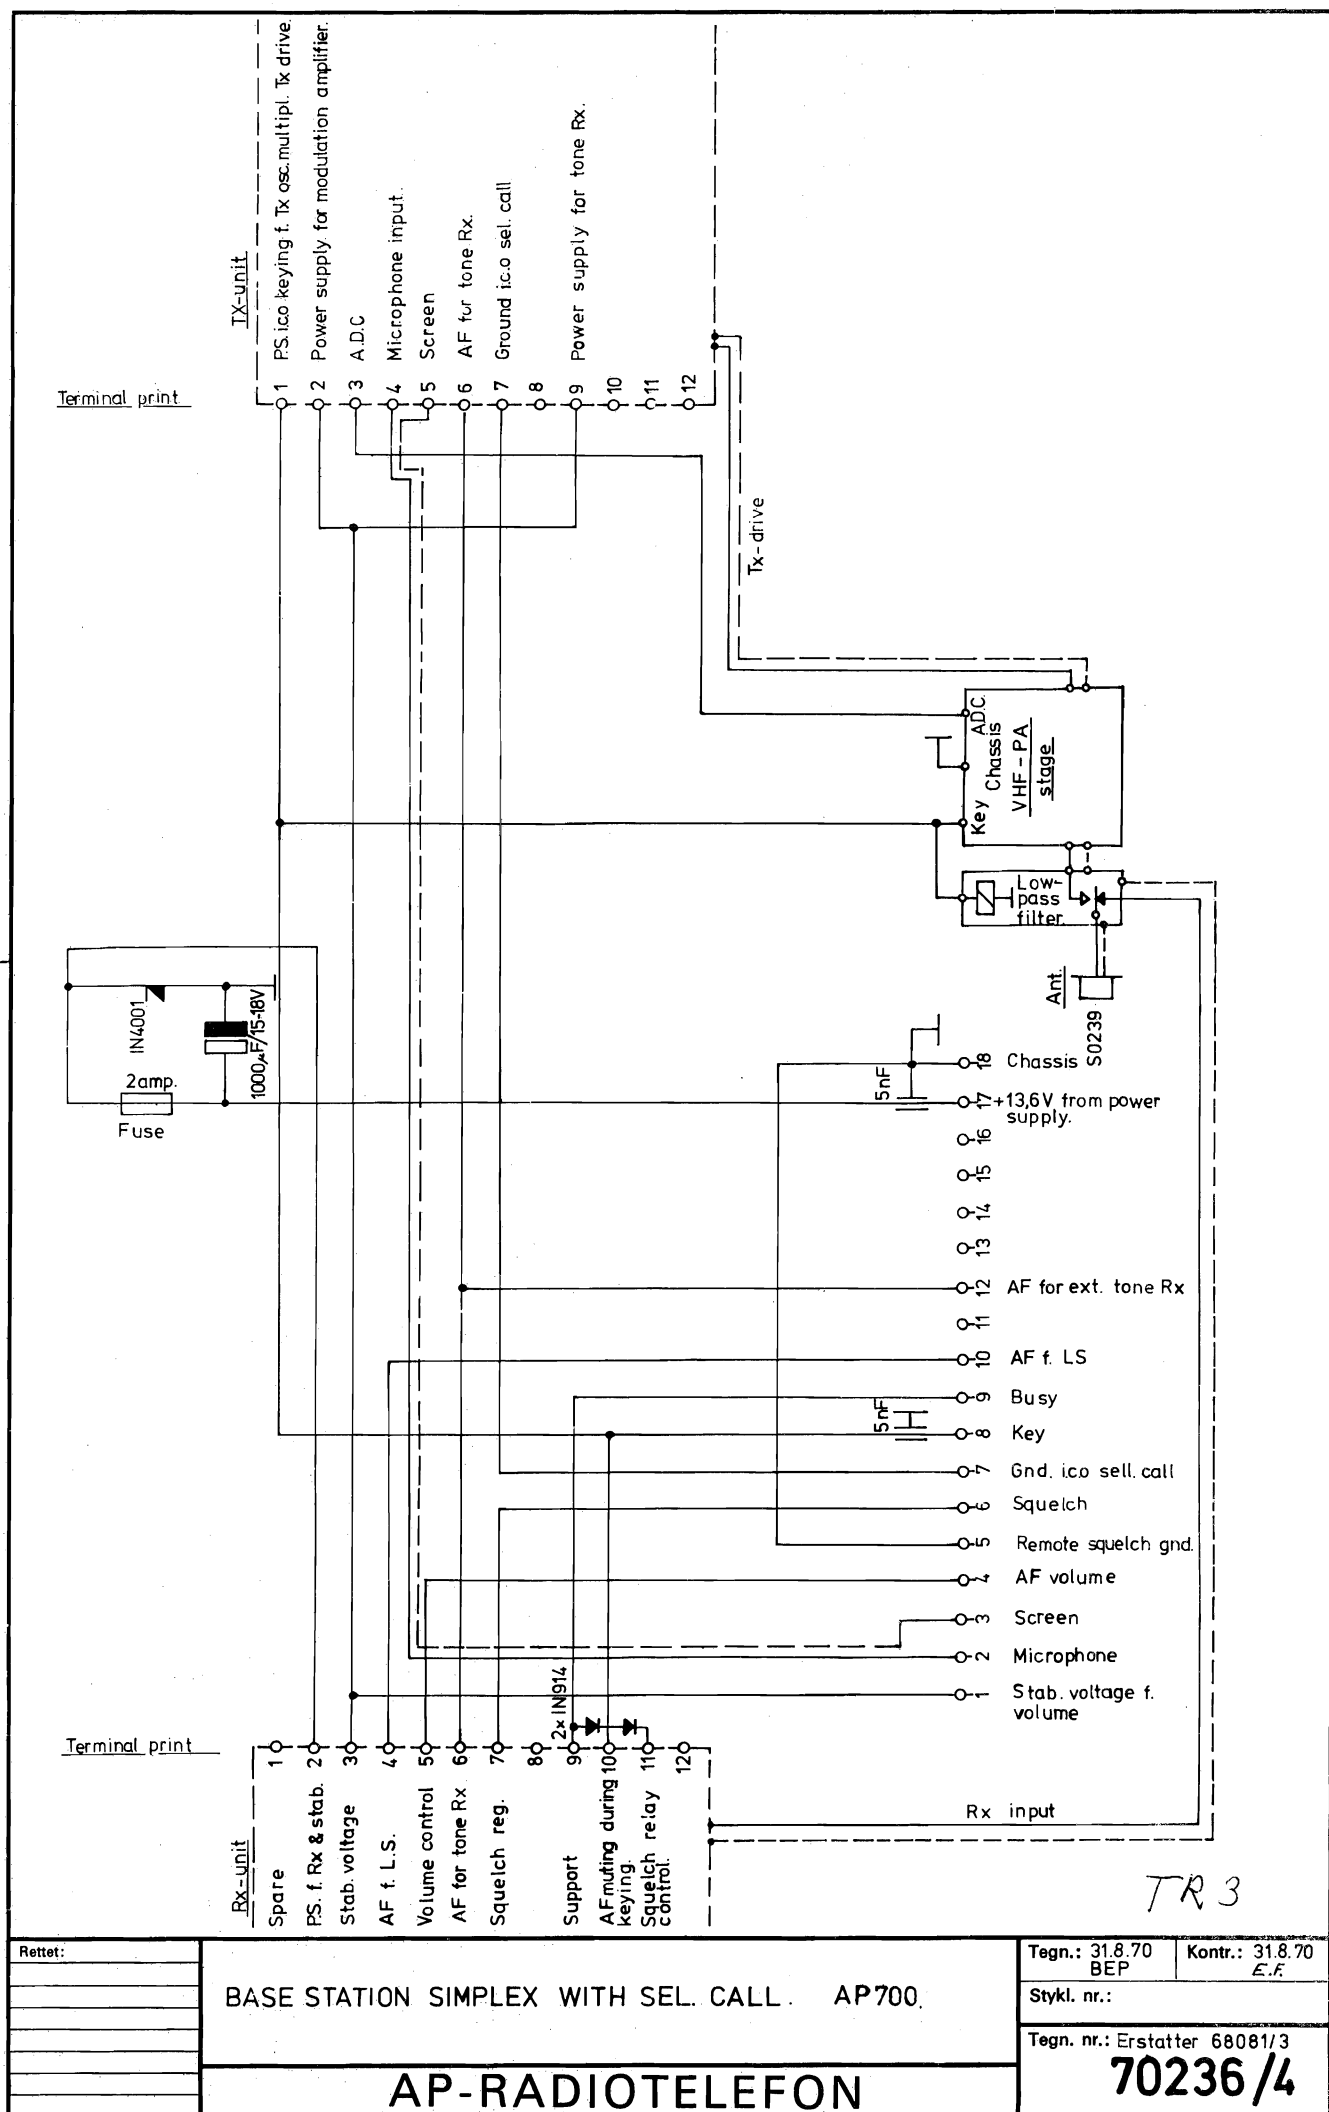 TX-unit
Terminal print
1 P.S. i.c.o keying f. Tx osc. multipl. Tx drive.
2 Power supply for modulation amplifier.
3 A.D.C
4 Microphone input.
5 Screen
6 AF for tone Rx.
7 Ground i.c.o sel. call
8
9 Power supply for tone Rx.
10
11
12
Tx-drive
A.D.C.
Chassis
Key
VHF-PA
stage
Low-
pass
filter.
Ant.
SO239
IN4001
1000µF/15-18V
2amp.
Fuse
5nF
18 Chassis
17 +13,6V from power
supply.
16
15
14
13
12 AF for ext. tone Rx
11
10 AF f. LS
9 Busy
5nF
8 Key
7 Gnd. i.c.o sell. call
6 Squelch
5 Remote squelch gnd.
4 AF volume
3 Screen
2 Microphone
1 Stab. voltage f.
volume
2x IN914
Terminal print
Rx-unit
1 Spare
2 P.S. f. Rx & stab.
3 Stab. voltage
4 AF f. L.S.
5 Volume control
6 AF for tone Rx
7 Squelch reg.
8
9 Support
10 AF muting during
keying.
11 Squelch relay
control.
12
Rx input
TR 3
Rettet:
BASE STATION SIMPLEX WITH SEL. CALL. AP700.
AP-RADIOTELEFON
Tegn.: 31.8.70
BEP
Kontr.: 31.8.70
E.F.
Stykl. nr.:
Tegn. nr.: Erstatter 68081/3
70236/4